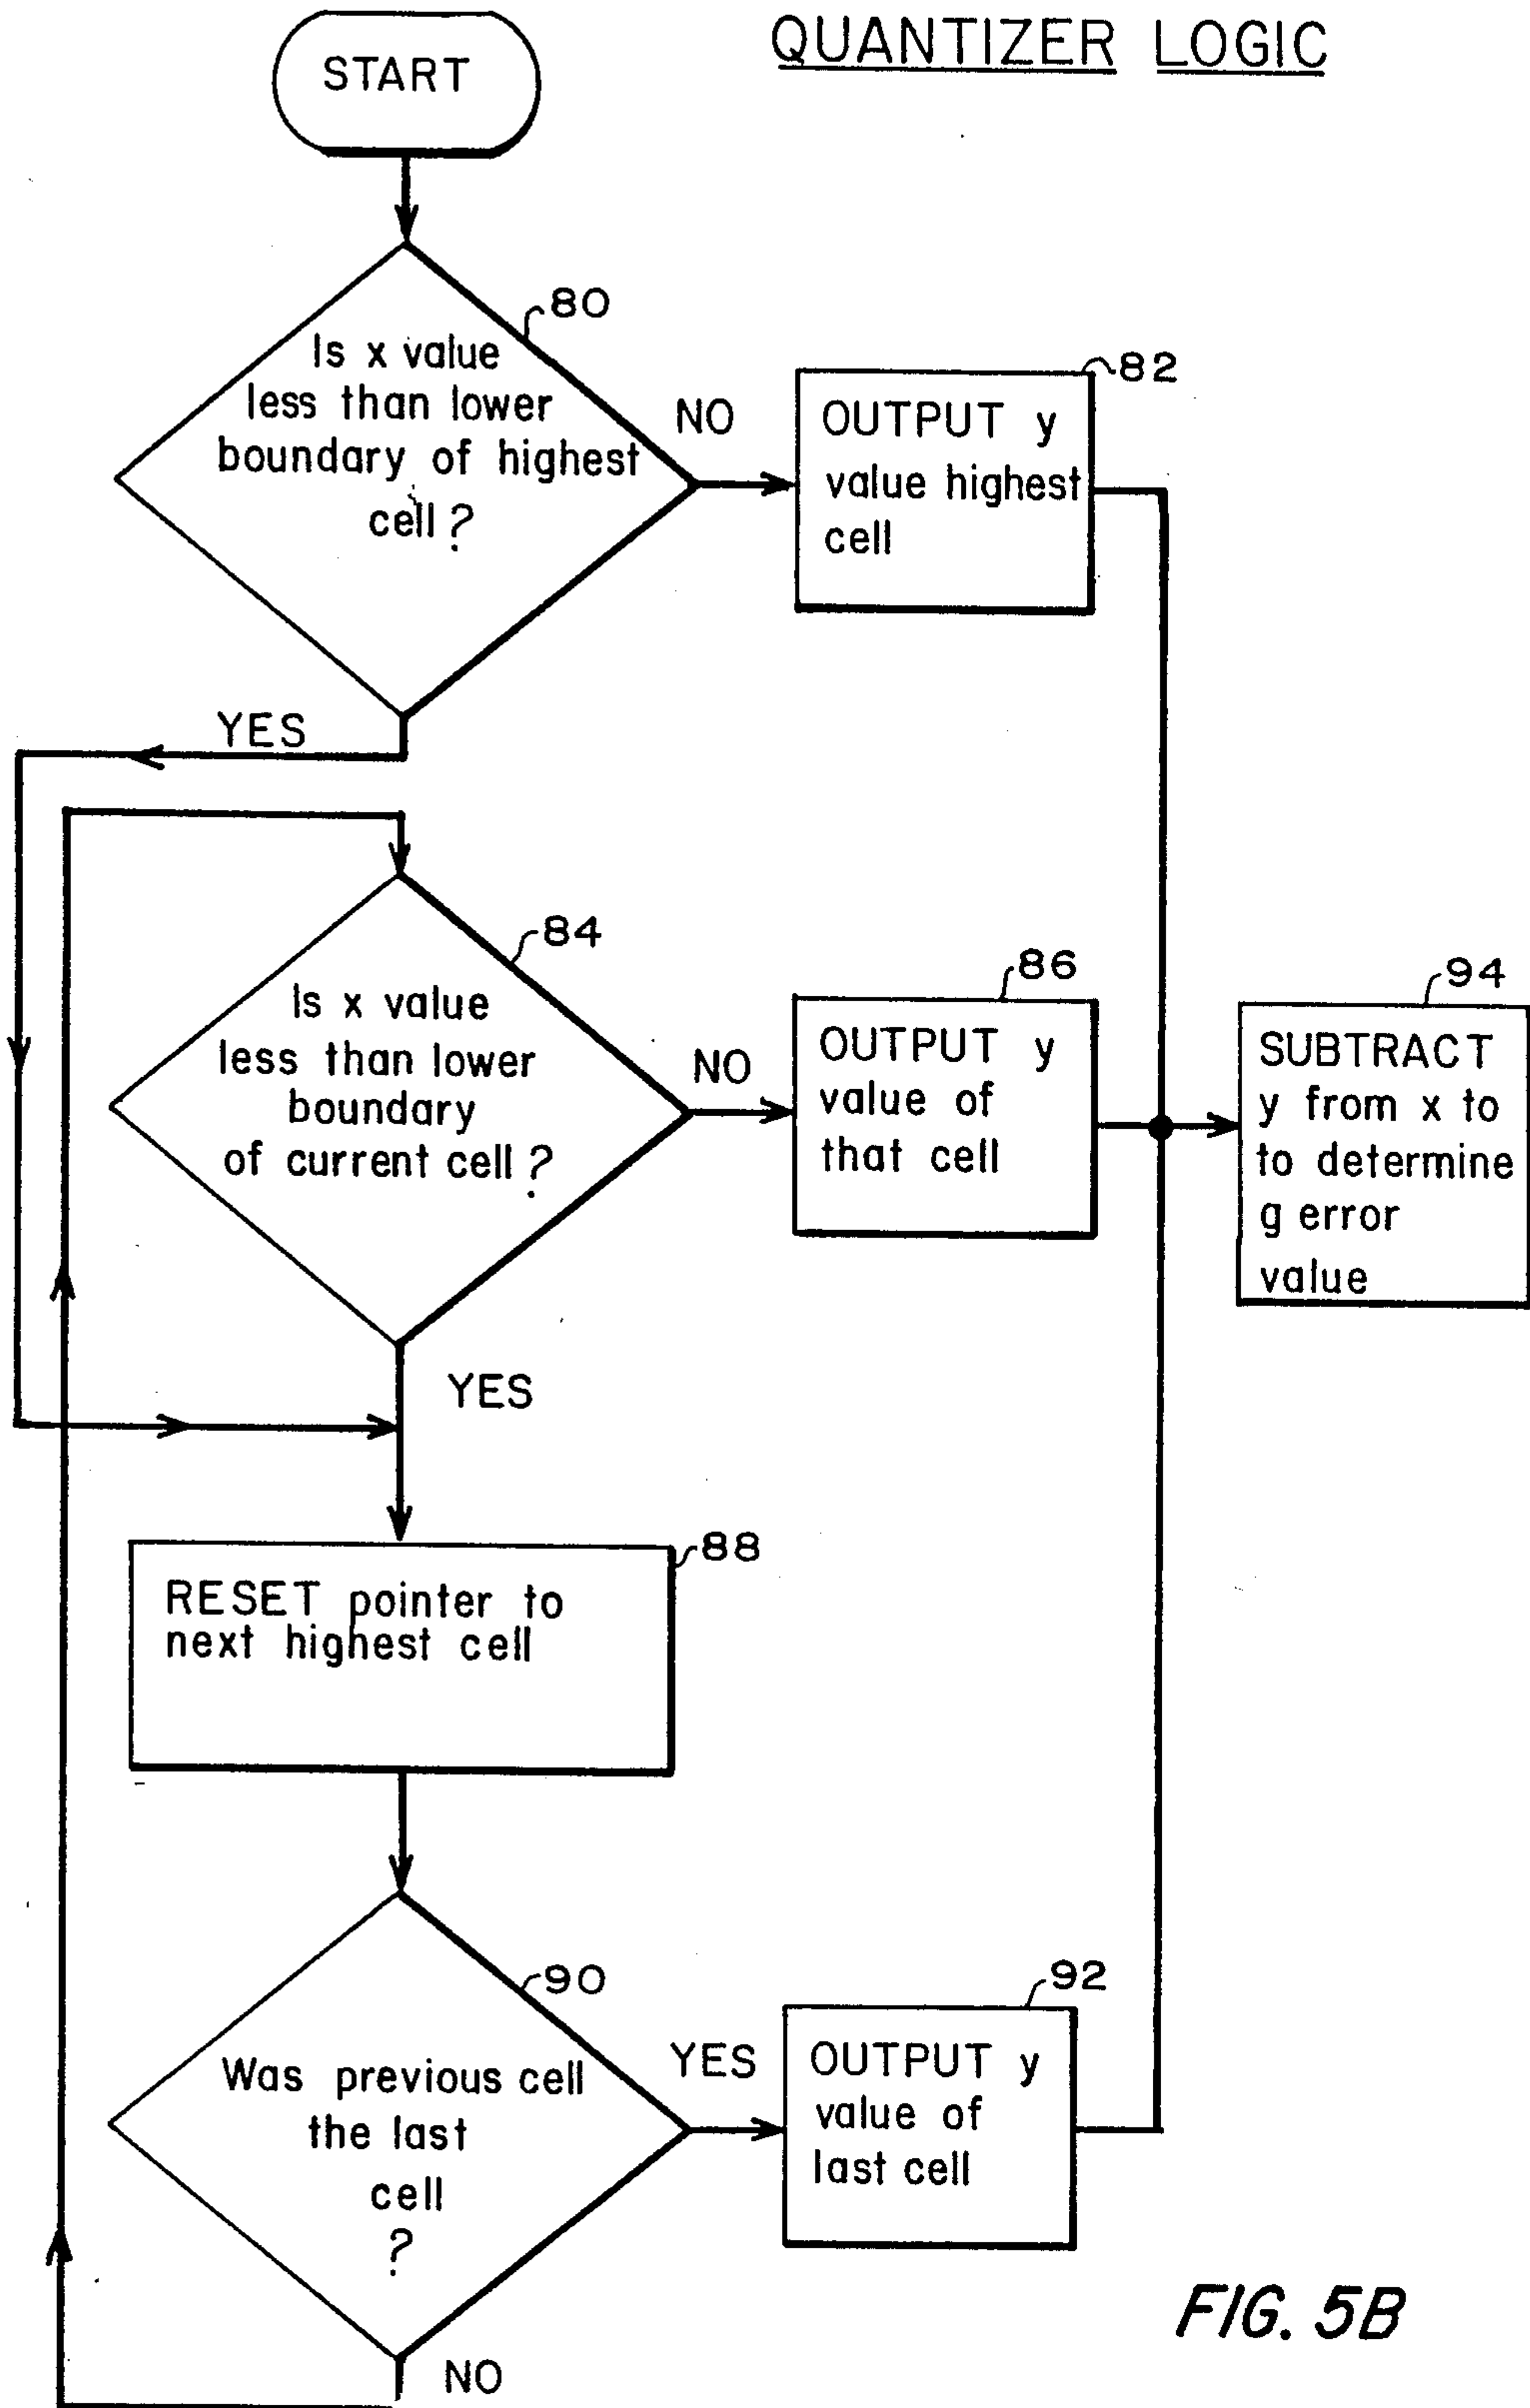 QUANTIZER LOGIC
START
80
Is x value
less than lower
boundary of highest
cell?
NO
82
OUTPUT y
value highest
cell
YES
84
Is x value
less than lower
boundary
of current cell?
NO
86
OUTPUT y
value of
that cell
94
SUBTRACT
y from x to
to determine
g error
value
YES
88
RESET pointer to
next highest cell
90
Was previous cell
the last
cell
?
YES
92
OUTPUT y
value of
last cell
NO
FIG. 5B